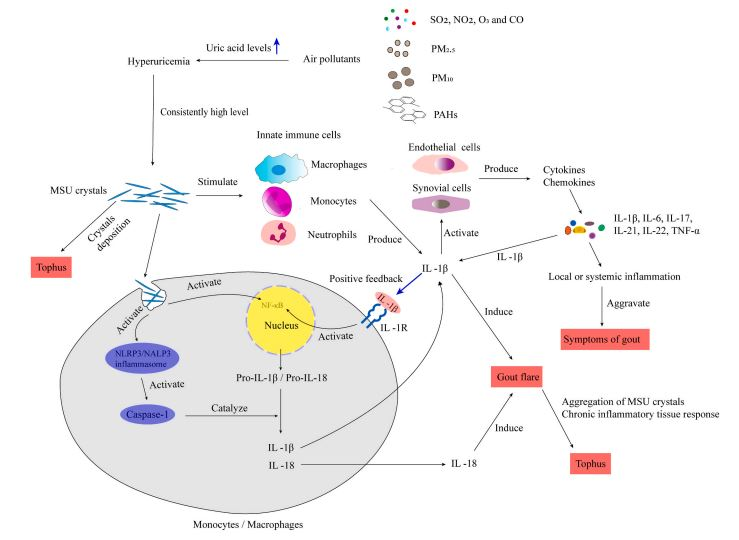 SO2, NO2, O3 and CO
Uric acid levels
Hyperuricemia
Air pollutants
PM2.5
PM10
PAHs
Consistently high level
Innate immune cells
Macrophages
Monocytes
Neutrophils
MSU crystals
Stimulate
Endothelial cells
Synovial cells
Produce
Cytokines
Chemokines
Crystals
deposition
Tophus
Produce
Activate
IL-1β, IL-6, IL-17,
IL-21, IL-22, TNF-α
IL -1β
IL -1β
Positive feedback
Local or systemic inflammation
Aggravate
Symptoms of gout
Activate
Activate
NF-κB
Nucleus
IL -1β
IL -1R
Activate
Induce
NLRP3/NALP3
inflammasome
Activate
Pro-IL-1β / Pro-IL-18
Gout flare
Caspase-1
Catalyze
Aggregation of MSU crystals
Chronic inflammatory tissue response
Induce
IL -1β
IL -18
IL -18
Tophus
Monocytes / Macrophages